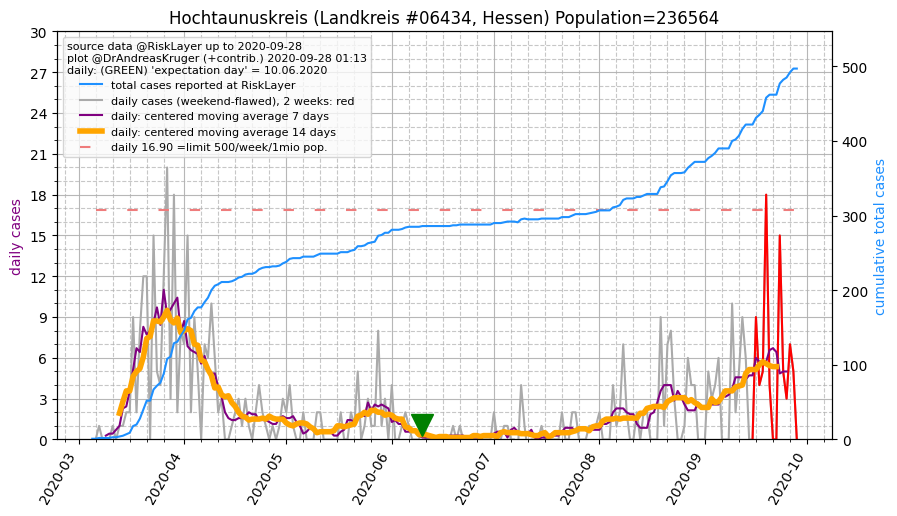 Hochtaunuskreis (Landkreis #06434, Hessen) Population=236564
source data @RiskLayer up to 2020-09-28
plot @DrAndreasKruger (+contrib.) 2020-09-28 01:13
daily: (GREEN) 'expectation day' = 10.06.2020
total cases reported at RiskLayer
daily cases (weekend-flawed), 2 weeks: red
daily: centered moving average 7 days
daily: centered moving average 14 days
daily 16.90 =limit 500/week/1mio pop.
daily cases
30
27
24
21
18
15
12
9
6
3
0
cumulative total cases
500
400
300
200
100
0
2020-03
2020-04
2020-05
2020-06
2020-07
2020-08
2020-09
2020-10